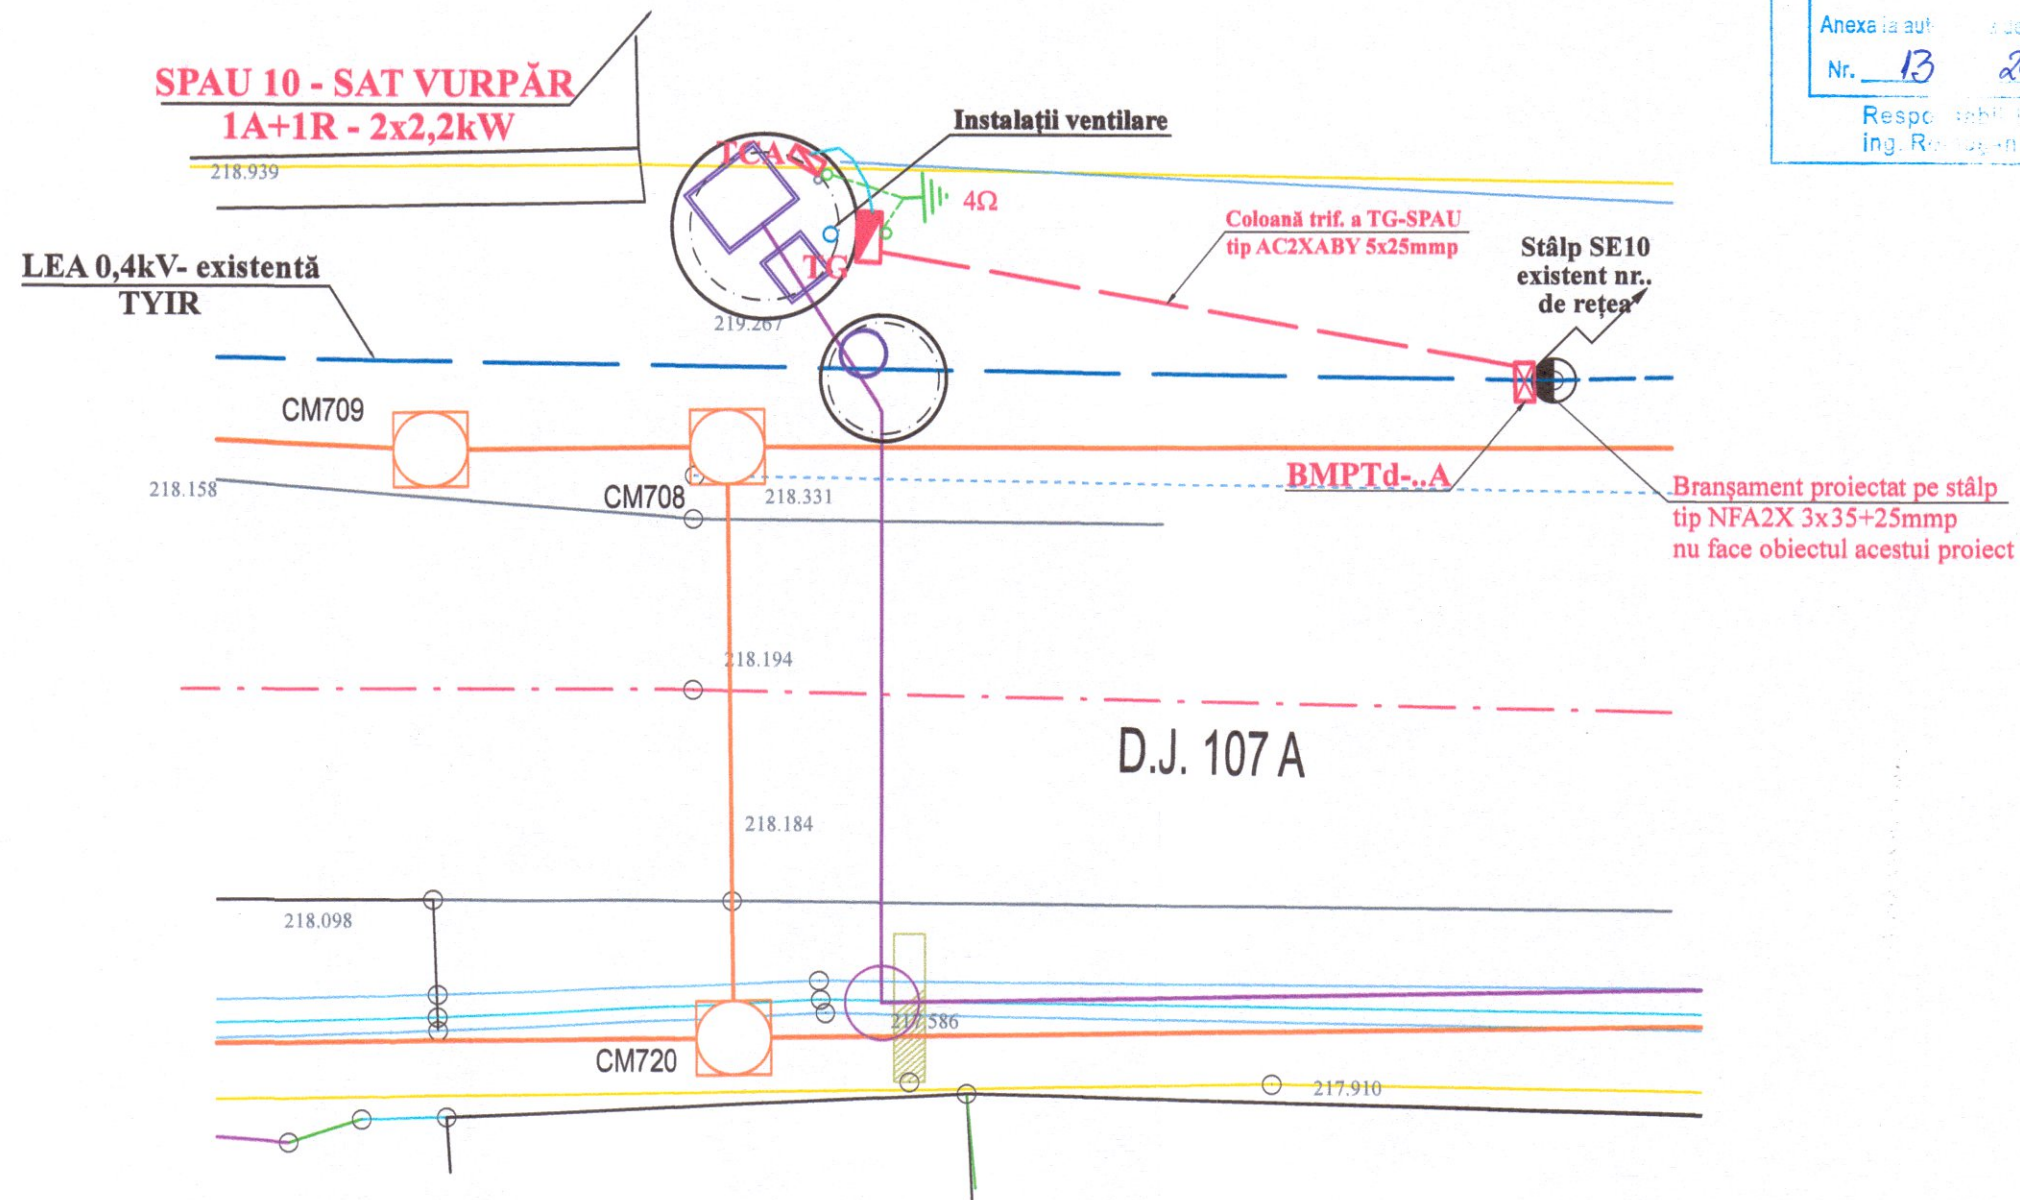 Anexa la aut
Nr. 13
SPAU 10 - SAT VURPĂR
1A+1R - 2x2,2kW
218.939
Instalații ventilare
TCA
4Ω
Coloană trif. a TG-SPAU
tip AC2XABY 5x25mmp
Stâlp SE10
existent nr..
de rețea
LEA 0,4kV- existentă
TYIR
TG
219.267
CM709
218.158
CM708
218.331
BMPTd-..A
Branșament proiectat pe stâlp
tip NFA2X 3x35+25mmp
nu face obiectul acestui proiect
218.194
D.J. 107 A
218.184
218.098
217.586
CM720
217.910